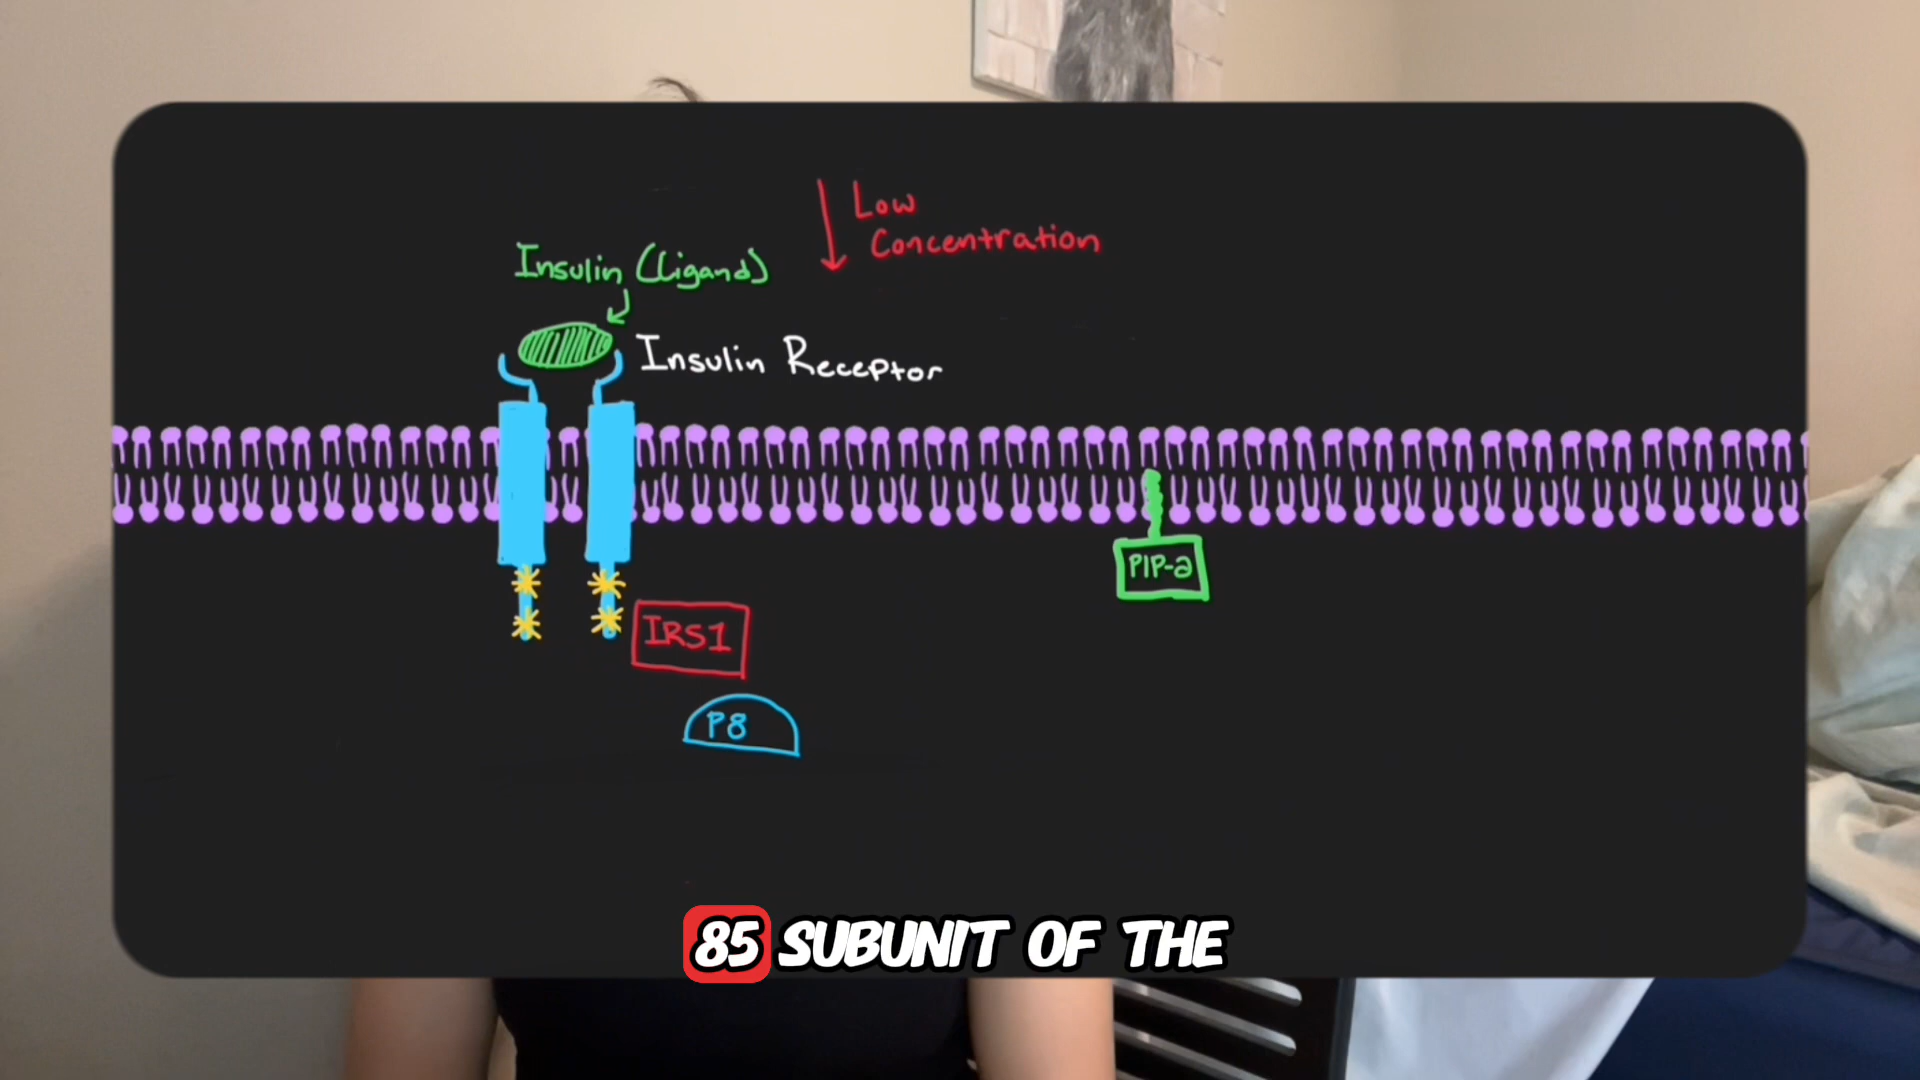 Low
Concentration
Insulin (Ligand)
Insulin Receptor
PIP-2
IRS1
P8
85 SUBUNIT OF THE